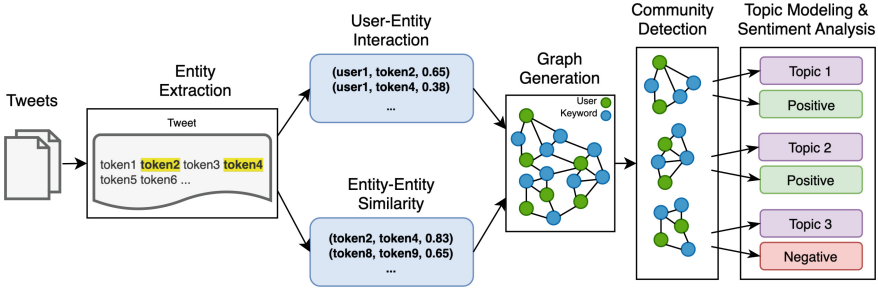 Tweets
Entity
Extraction
Tweet
token1 token2 token3 token4
token5 token6 ...
User-Entity
Interaction
(user1, token2, 0.65)
(user1, token4, 0.38)
...
Entity-Entity
Similarity
(token2, token4, 0.83)
(token8, token9, 0.65)
...
Graph
Generation
User
Keyword
Community
Detection
Topic Modeling &
Sentiment Analysis
Topic 1
Positive
Topic 2
Positive
Topic 3
Negative